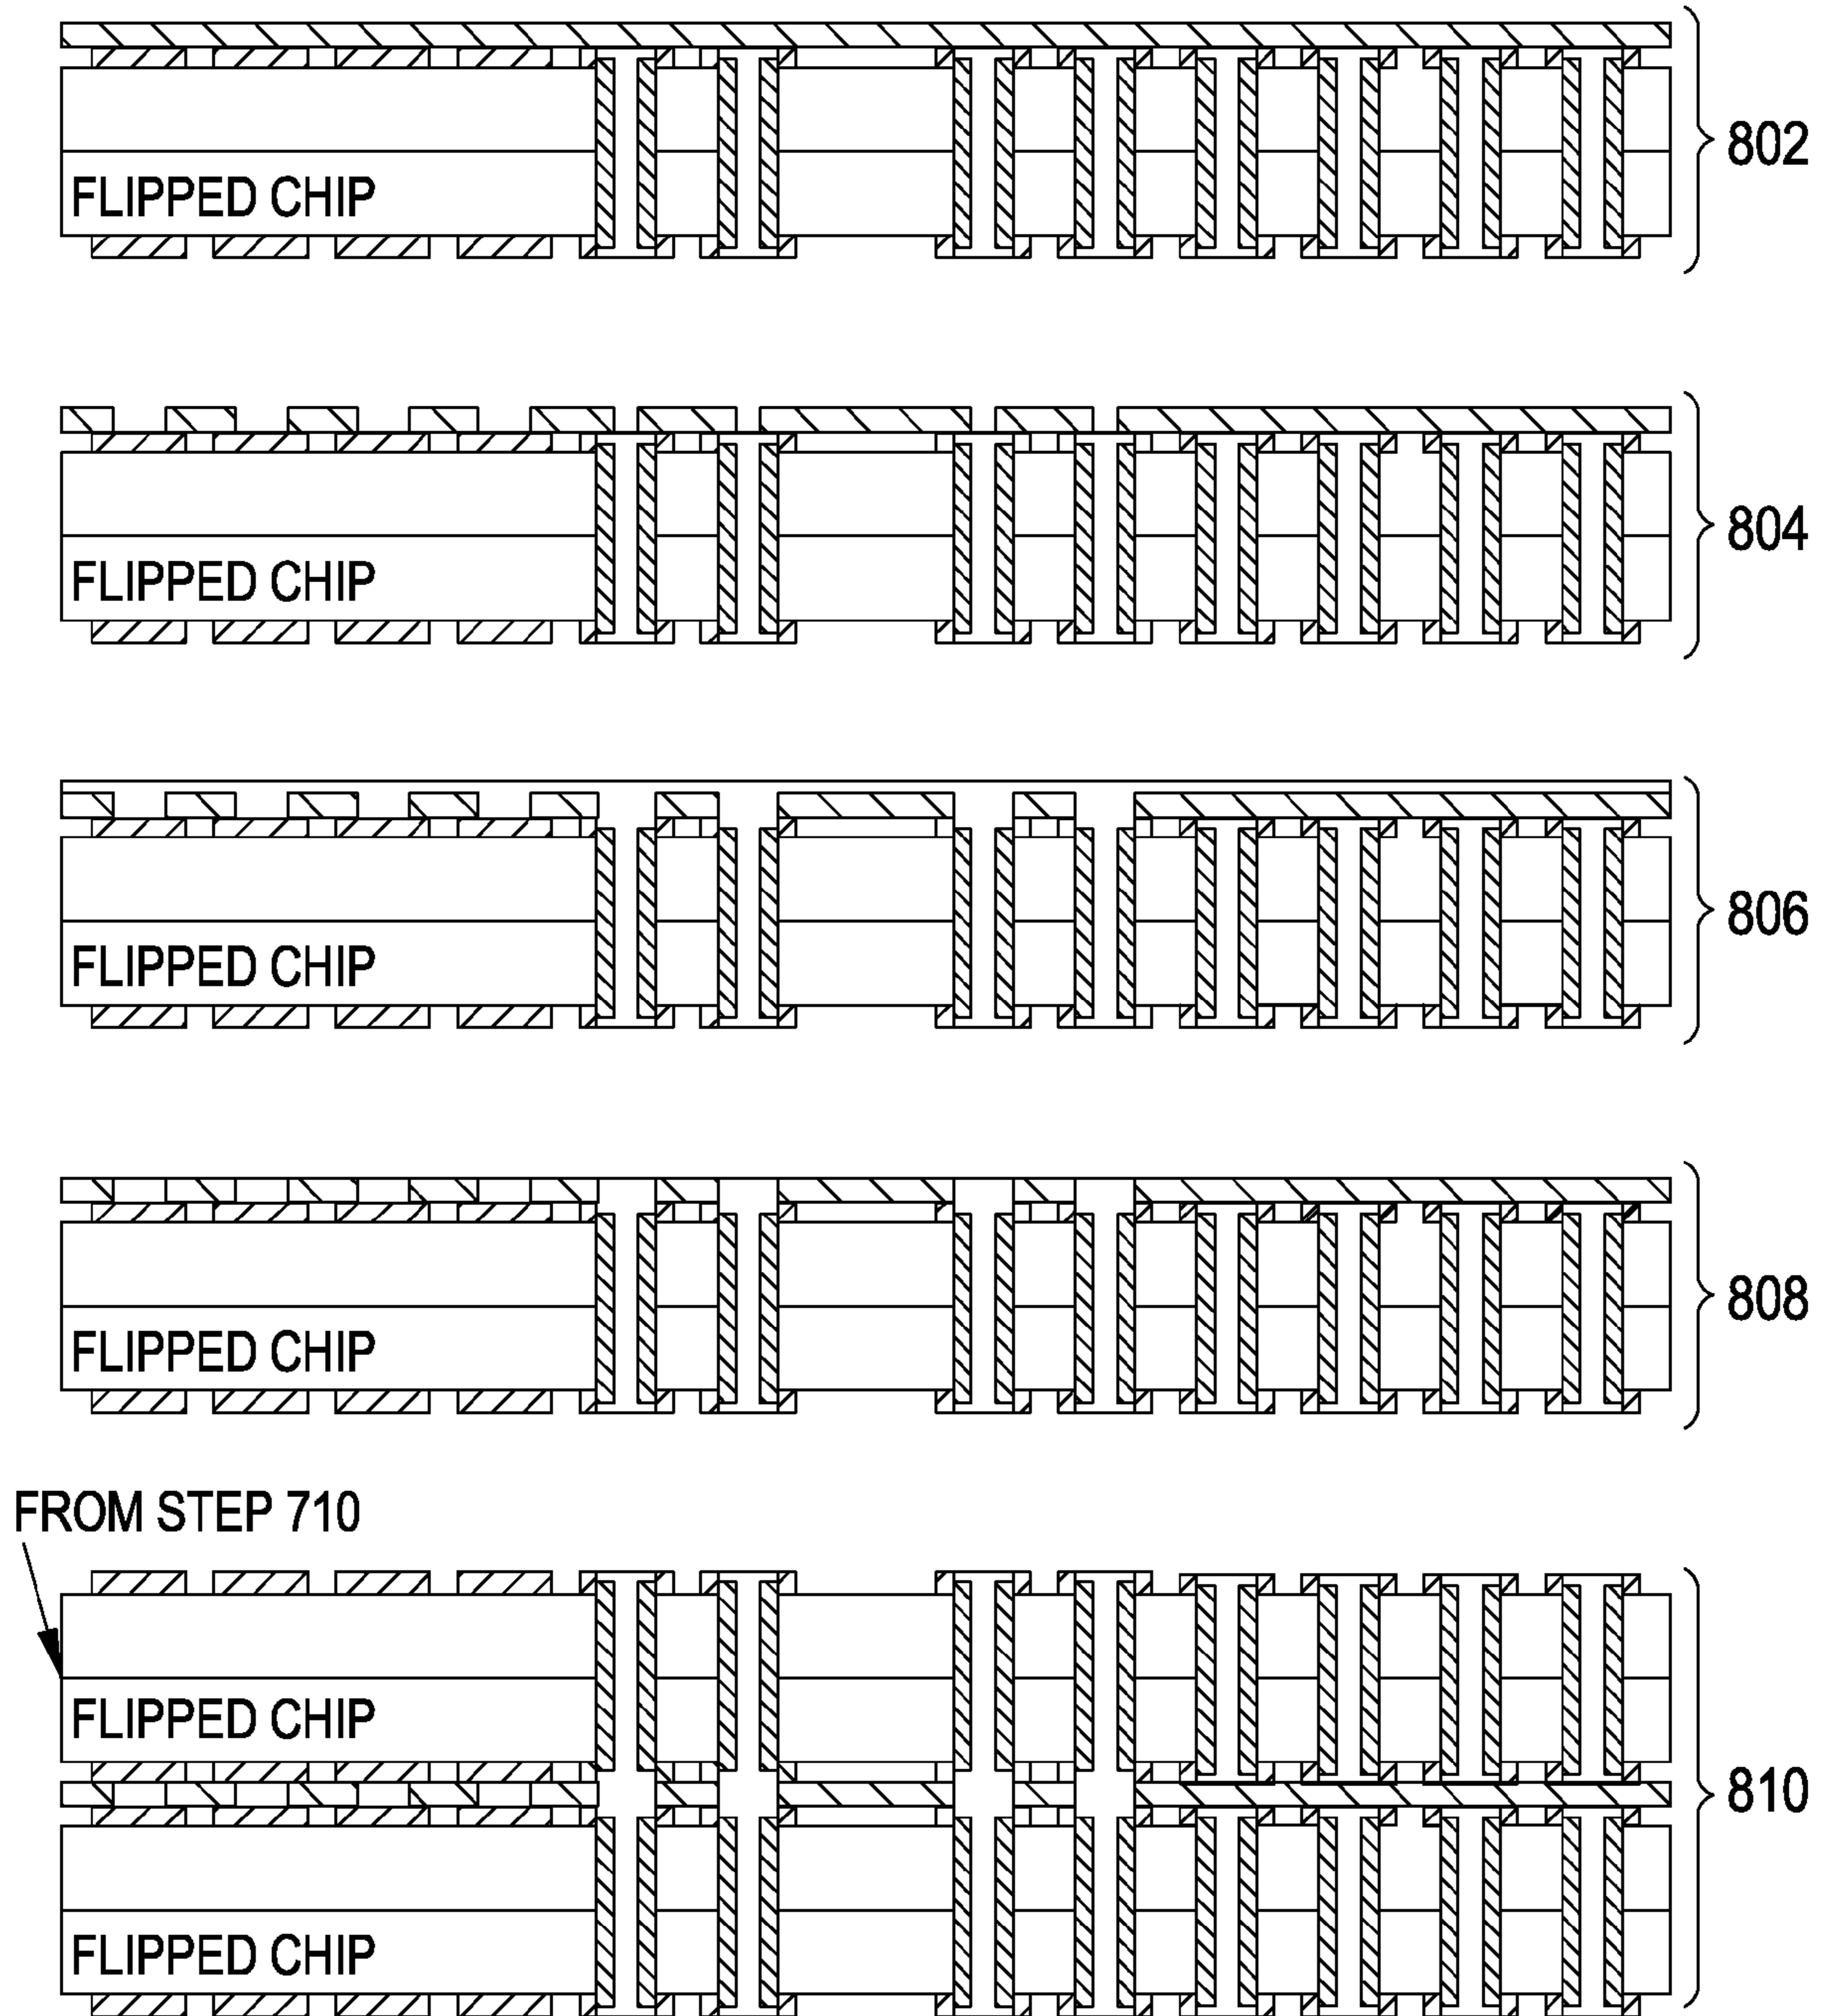 802
FLIPPED CHIP
804
FLIPPED CHIP
806
FLIPPED CHIP
808
FLIPPED CHIP
FROM STEP 710
FLIPPED CHIP
810
FLIPPED CHIP